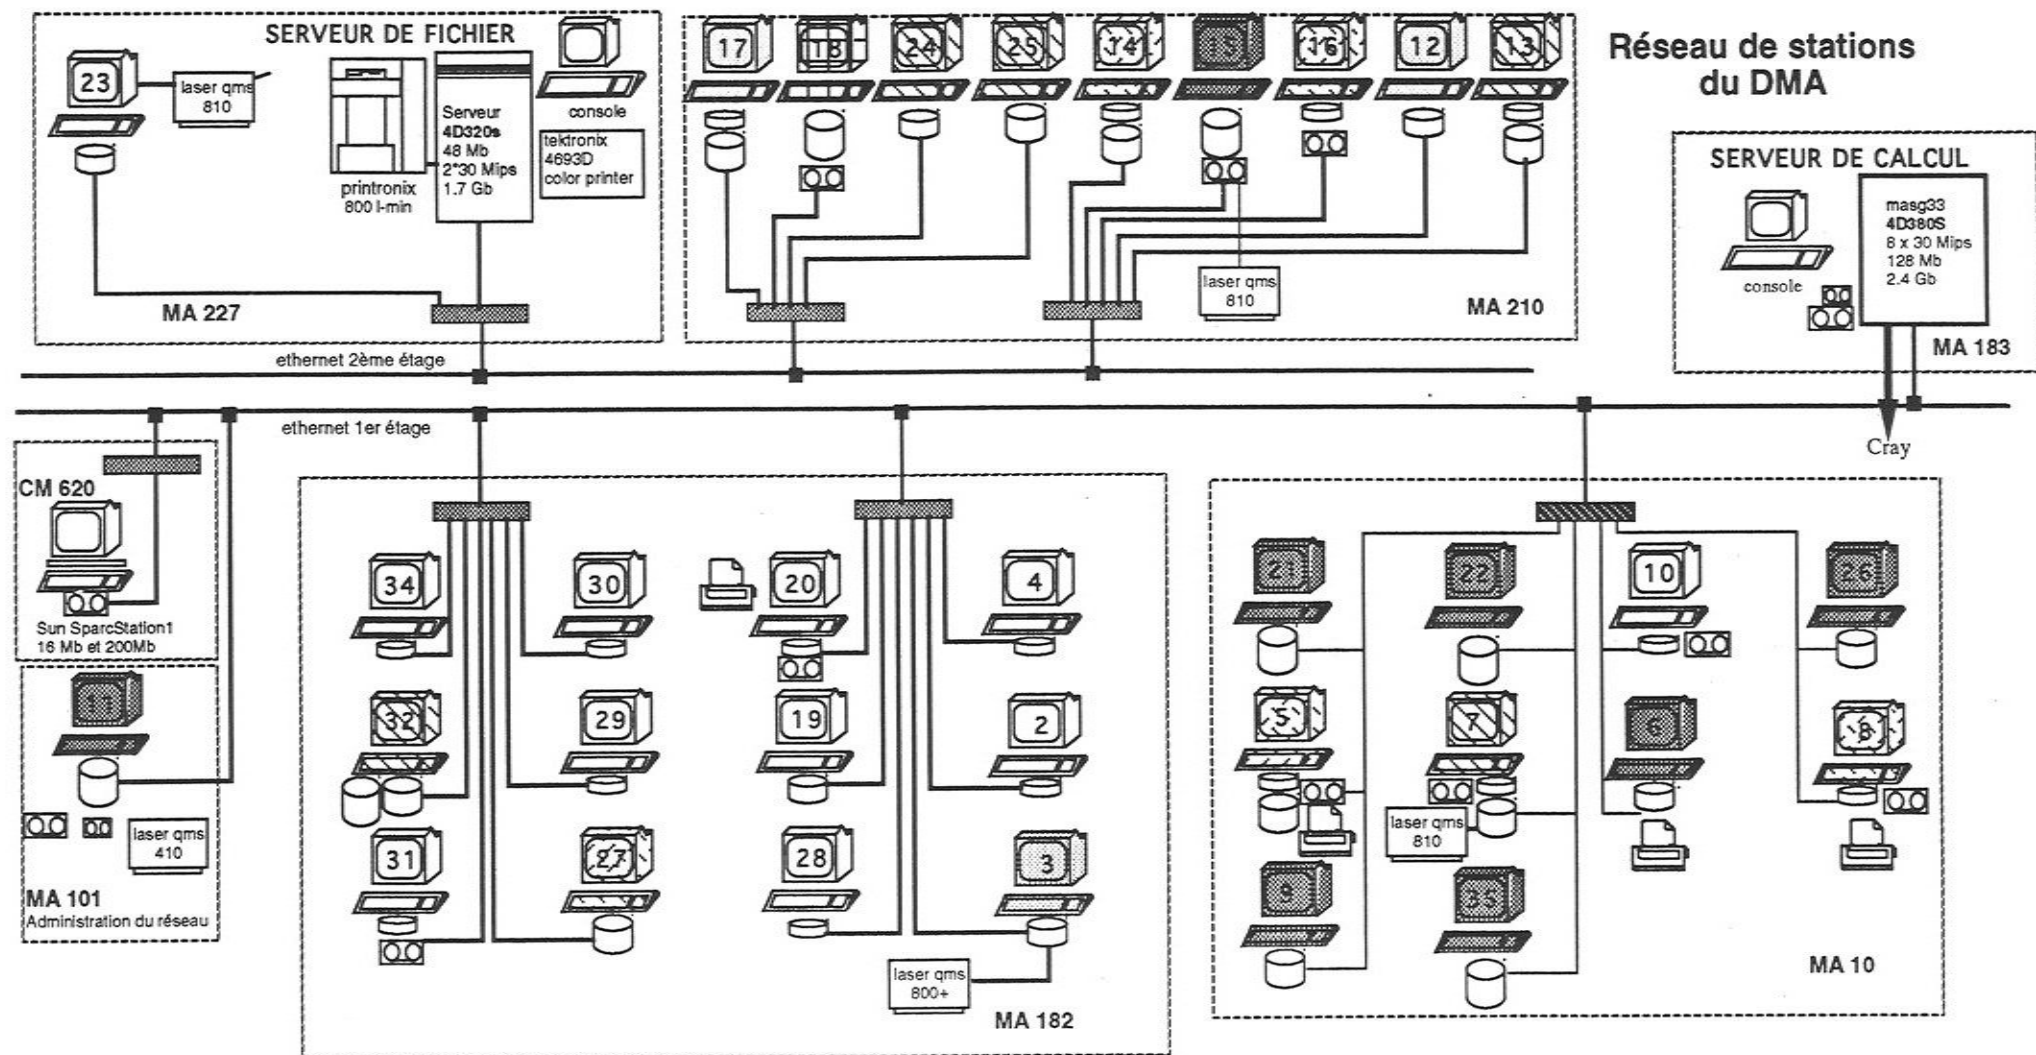 Réseau de stations
du DMA
SERVEUR DE FICHIER
23
laser qms
810
printronix
800 l-min
Serveur
4D320s
48 Mb
2*30 Mips
1.7 Gb
console
tektronix
4693D
color printer
MA 227
17
18
24
25
14
15
16
12
13
laser qms
810
MA 210
SERVEUR DE CALCUL
masg33
4D380S
8 x 30 Mips
128 Mb
2.4 Gb
console
MA 183
ethernet 2ème étage
ethernet 1er étage
Cray
CM 620
Sun SparcStation1
16 Mb et 200Mb
11
laser qms
410
MA 101
Administration du réseau
34
30
20
4
32
29
19
2
31
27
28
3
laser qms
800+
MA 182
21
22
10
26
5
7
6
8
laser qms
810
9
35
MA 10